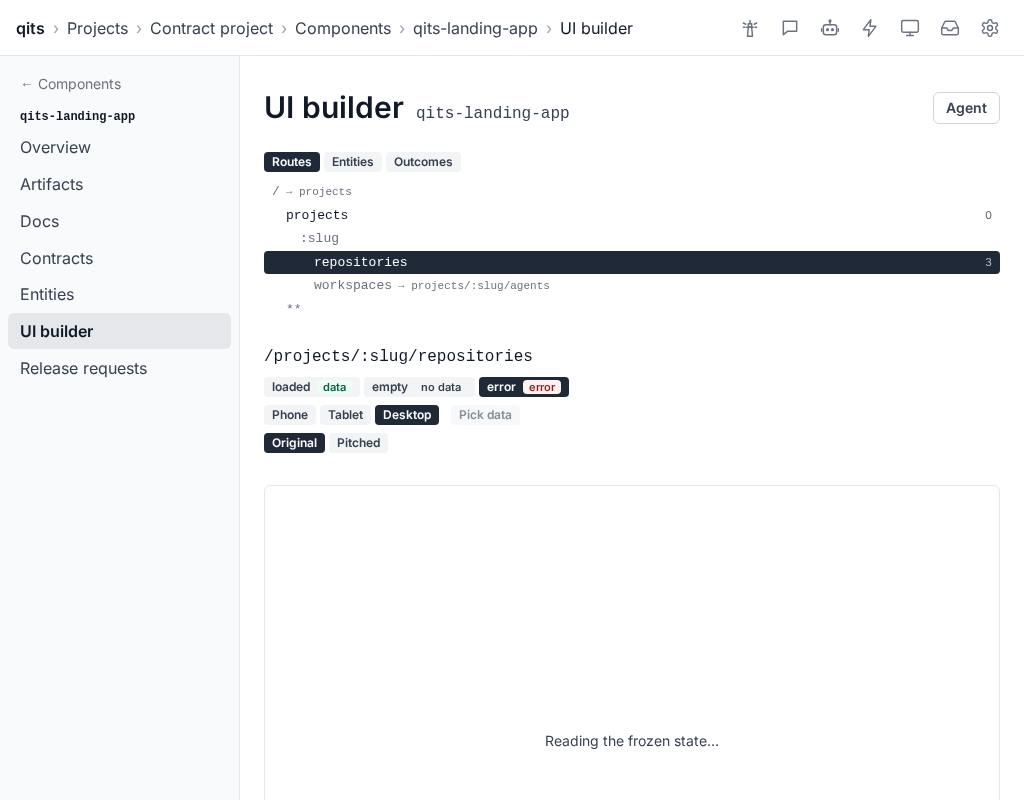 qits › Projects › Contract project › Components › qits-landing-app › UI builder
← Components
qits-landing-app
Overview
Artifacts
Docs
Contracts
Entities
UI builder
Release requests
UI builder qits-landing-app
Agent
Routes Entities Outcomes
/ → projects
projects 0
:slug
repositories 3
workspaces → projects/:slug/agents
**
/projects/:slug/repositories
loaded data empty no data error error
Phone Tablet Desktop Pick data
Original Pitched
Reading the frozen state…